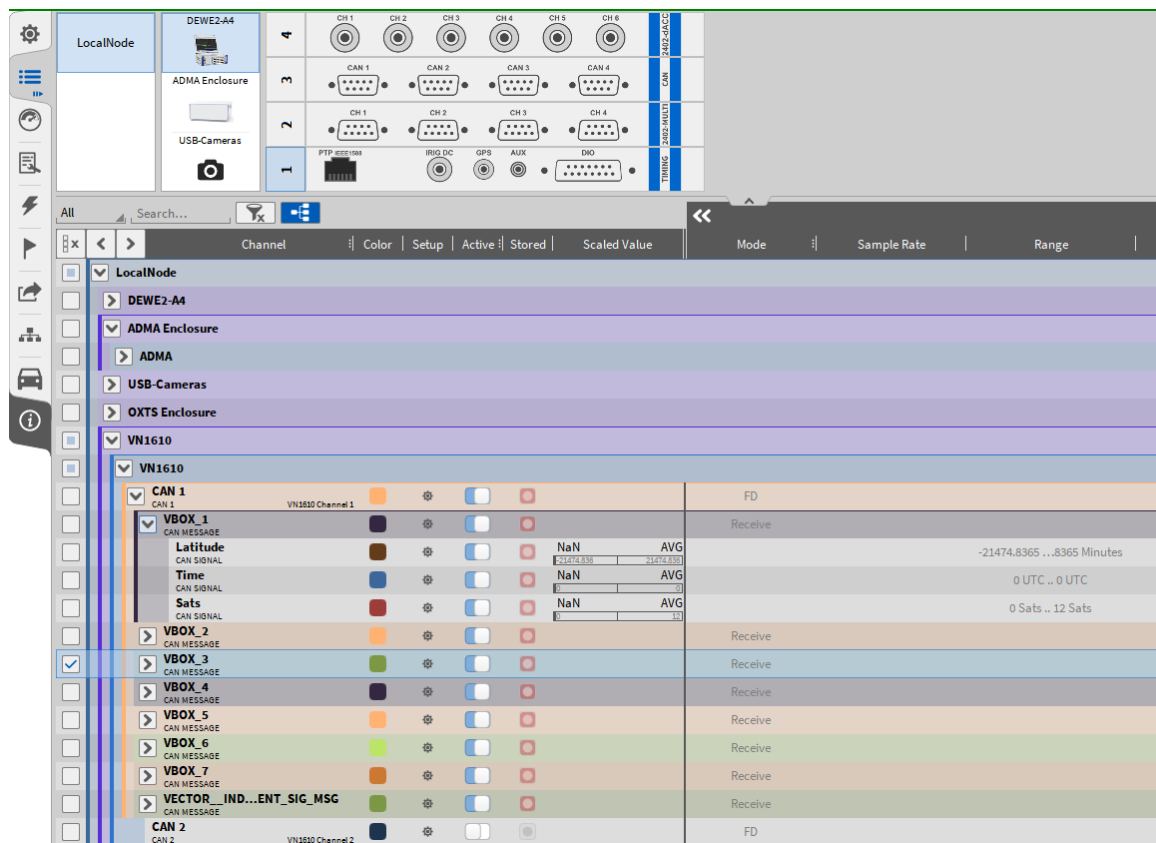 LocalNode
DEWE2-A4
ADMA Enclosure
USB-Cameras
4
CH 1 CH 2 CH 3 CH 4 CH 5 CH 6
2402-dACC
3
CAN 1 CAN 2 CAN 3 CAN 4
CAN
2
CH 1 CH 2 CH 3 CH 4
2402-MULTI
1
PTP IEEE1588 IRIG DC GPS AUX DIO
TIMING
All Search...
Channel Color Setup Active Stored Scaled Value Mode Sample Rate Range
LocalNode
DEWE2-A4
ADMA Enclosure
ADMA
USB-Cameras
OXTS Enclosure
VN1610
VN1610
CAN 1 FD
CAN 1 VN1610 Channel 1
VBOX_1 Receive
CAN MESSAGE
Latitude NaN AVG -21474.8365 ...8365 Minutes
CAN SIGNAL -21474.836 21474.836
Time NaN AVG 0 UTC .. 0 UTC
CAN SIGNAL 0 0
Sats NaN AVG 0 Sats .. 12 Sats
CAN SIGNAL 0 12
VBOX_2 Receive
CAN MESSAGE
VBOX_3 Receive
CAN MESSAGE
VBOX_4 Receive
CAN MESSAGE
VBOX_5 Receive
CAN MESSAGE
VBOX_6 Receive
CAN MESSAGE
VBOX_7 Receive
CAN MESSAGE
VECTOR__IND...ENT_SIG_MSG Receive
CAN MESSAGE
CAN 2 FD
CAN 2 VN1610 Channel 2